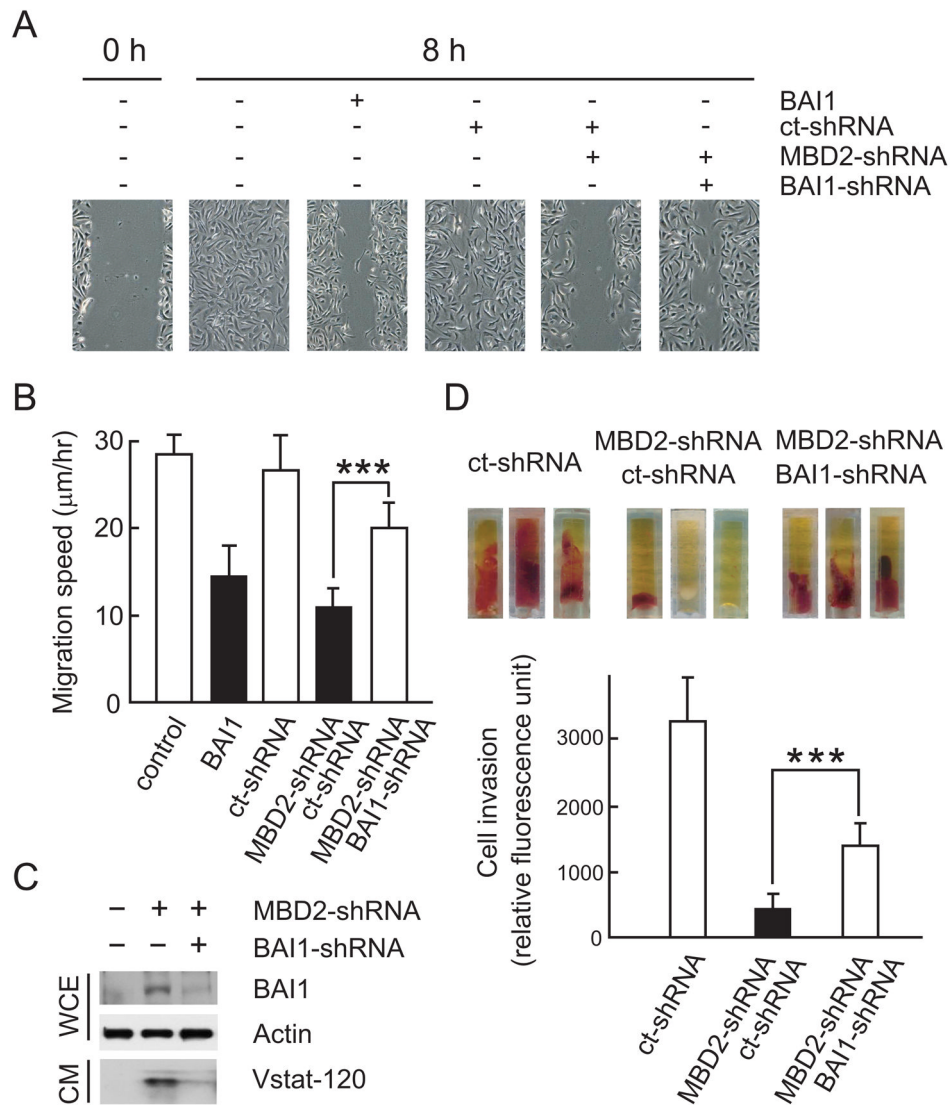 A
0 h 8 h
- - + - - - BAI1
- - - + + - ct-shRNA
- - - - + + MBD2-shRNA
- - - - - + BAI1-shRNA
B
Migration speed (μm/hr)
30
20
10
0
***
control
BAI1
ct-shRNA
MBD2-shRNA
ct-shRNA
MBD2-shRNA
BAI1-shRNA
C
– + + MBD2-shRNA
– – + BAI1-shRNA
WCE
BAI1
Actin
CM
Vstat-120
D
ct-shRNA
MBD2-shRNA
ct-shRNA
MBD2-shRNA
BAI1-shRNA
Cell invasion
(relative fluorescence unit)
3000
2000
1000
0
***
ct-shRNA
MBD2-shRNA
ct-shRNA
MBD2-shRNA
BAI1-shRNA